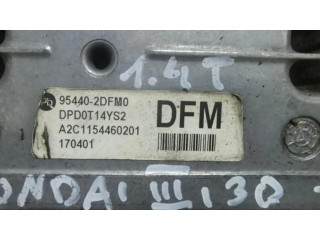 1.4T
95440-2DFM0
DPD0T14YS2
DFM
A2C1154460201
170401
ONDAI III i30